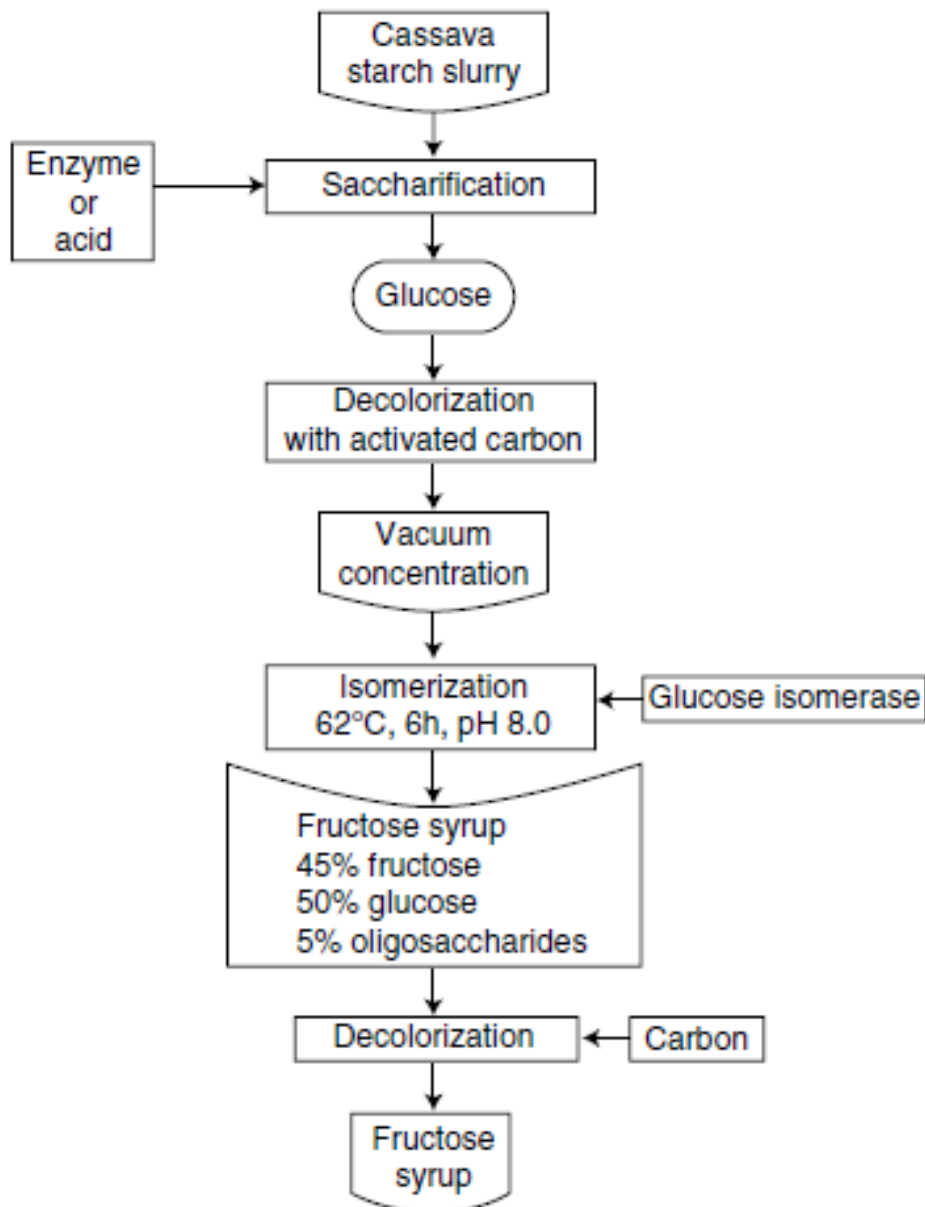 Cassava
starch slurry
Enzyme
or
acid
Saccharification
Glucose
Decolorization
with activated carbon
Vacuum
concentration
Isomerization
62°C, 6h, pH 8.0
Glucose isomerase
Fructose syrup
45% fructose
50% glucose
5% oligosaccharides
Decolorization
Carbon
Fructose
syrup